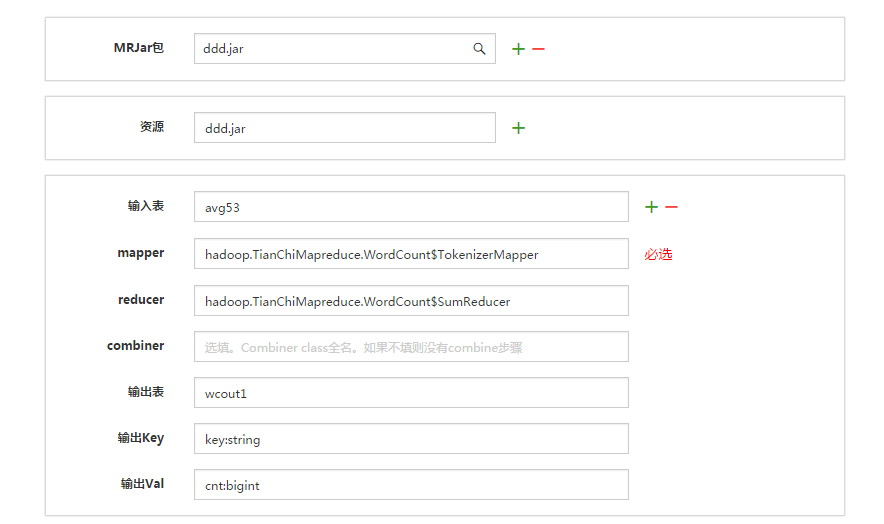 MRJar包 ddd.jar
资源 ddd.jar
输入表 avg53
mapper hadoop.TianChiMapreduce.WordCount$TokenizerMapper 必选
reducer hadoop.TianChiMapreduce.WordCount$SumReducer
combiner 选填。Combiner class全名。如果不填则没有combine步骤
输出表 wcout1
输出Key key:string
输出Val cnt:bigint